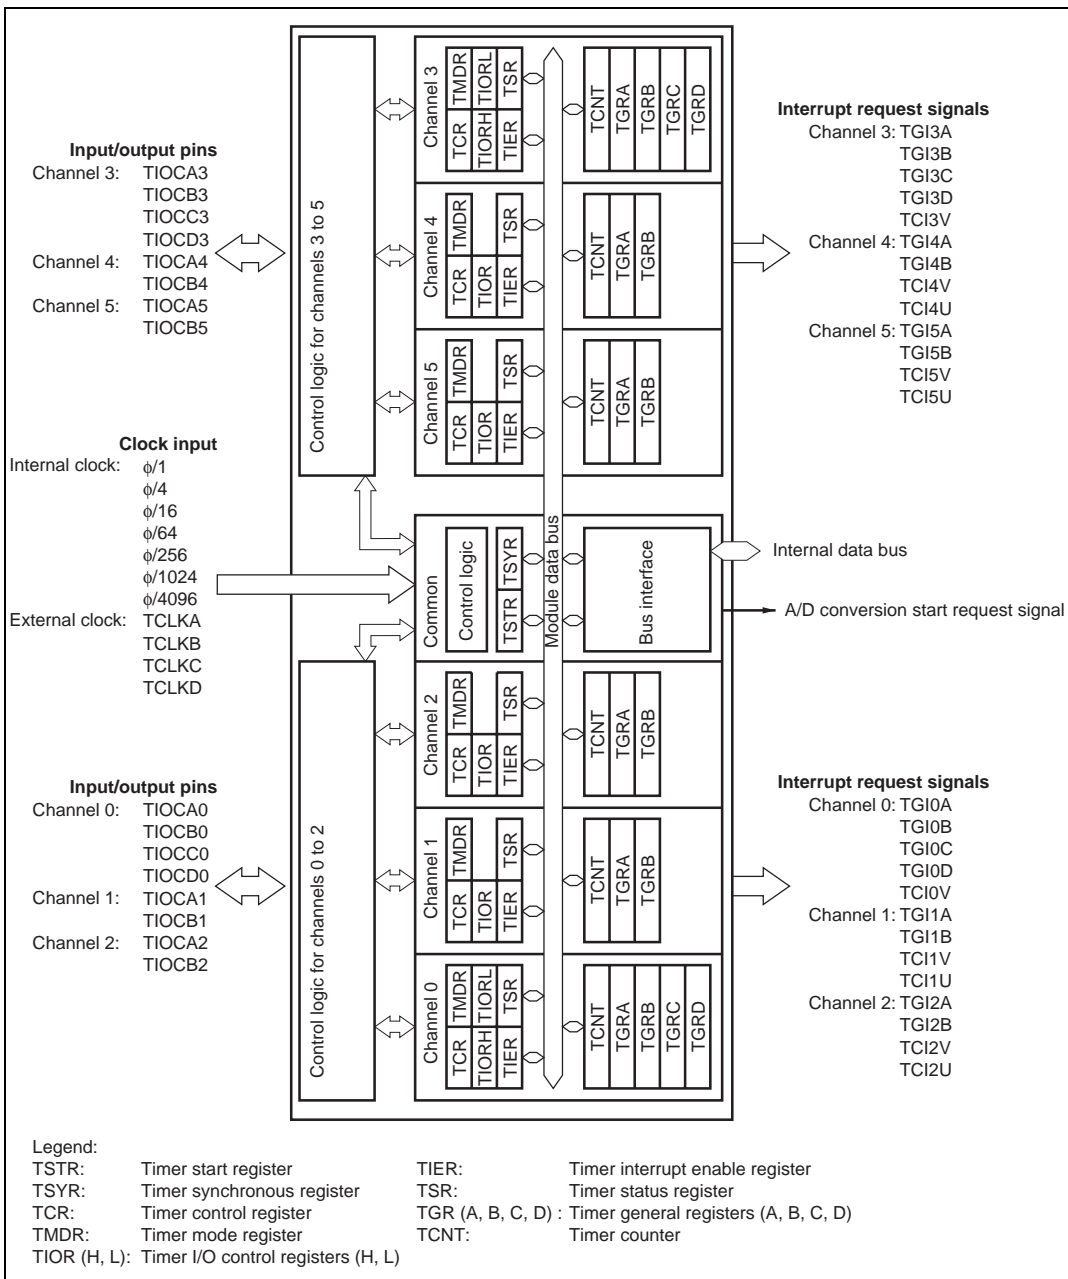 Input/output pins
Channel 3: TIOCA3
TIOCB3
TIOCC3
TIOCD3
Channel 4: TIOCA4
TIOCB4
Channel 5: TIOCA5
TIOCB5
Clock input
Internal clock: ϕ/1
ϕ/4
ϕ/16
ϕ/64
ϕ/256
ϕ/1024
ϕ/4096
External clock: TCLKA
TCLKB
TCLKC
TCLKD
Input/output pins
Channel 0: TIOCA0
TIOCB0
TIOCC0
TIOCD0
Channel 1: TIOCA1
TIOCB1
Channel 2: TIOCA2
TIOCB2
Control logic for channels 3 to 5
Control logic for channels 0 to 2
Channel 3
TCR TMDR
TIORH TIORL
TIER TSR
TCNT
TGRA
TGRB
TGRC
TGRD
Channel 4
TCR TMDR
TIOR
TIER TSR
TCNT
TGRA
TGRB
Channel 5
TCR TMDR
TIOR
TIER TSR
TCNT
TGRA
TGRB
Common
Control logic
TSTR TSYR
Module data bus
Bus interface
Channel 2
TCR TMDR
TIOR
TIER TSR
TCNT
TGRA
TGRB
Channel 1
TCR TMDR
TIOR
TIER TSR
TCNT
TGRA
TGRB
Channel 0
TCR TMDR
TIORH TIORL
TIER TSR
TCNT
TGRA
TGRB
TGRC
TGRD
Interrupt request signals
Channel 3: TGI3A
TGI3B
TGI3C
TGI3D
TCI3V
Channel 4: TGI4A
TGI4B
TCI4V
TCI4U
Channel 5: TGI5A
TGI5B
TCI5V
TCI5U
Internal data bus
A/D conversion start request signal
Interrupt request signals
Channel 0: TGI0A
TGI0B
TGI0C
TGI0D
TCI0V
Channel 1: TGI1A
TGI1B
TCI1V
TCI1U
Channel 2: TGI2A
TGI2B
TCI2V
TCI2U
Legend:
TSTR: Timer start register
TSYR: Timer synchronous register
TCR: Timer control register
TMDR: Timer mode register
TIOR (H, L): Timer I/O control registers (H, L)
TIER: Timer interrupt enable register
TSR: Timer status register
TGR (A, B, C, D) : Timer general registers (A, B, C, D)
TCNT: Timer counter